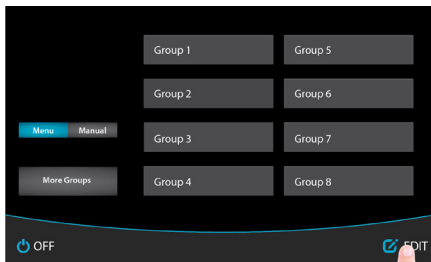 Group 1 Group 5
Group 2 Group 6
Menu Manual
Group 3 Group 7
More Groups
Group 4 Group 8
OFF EDIT